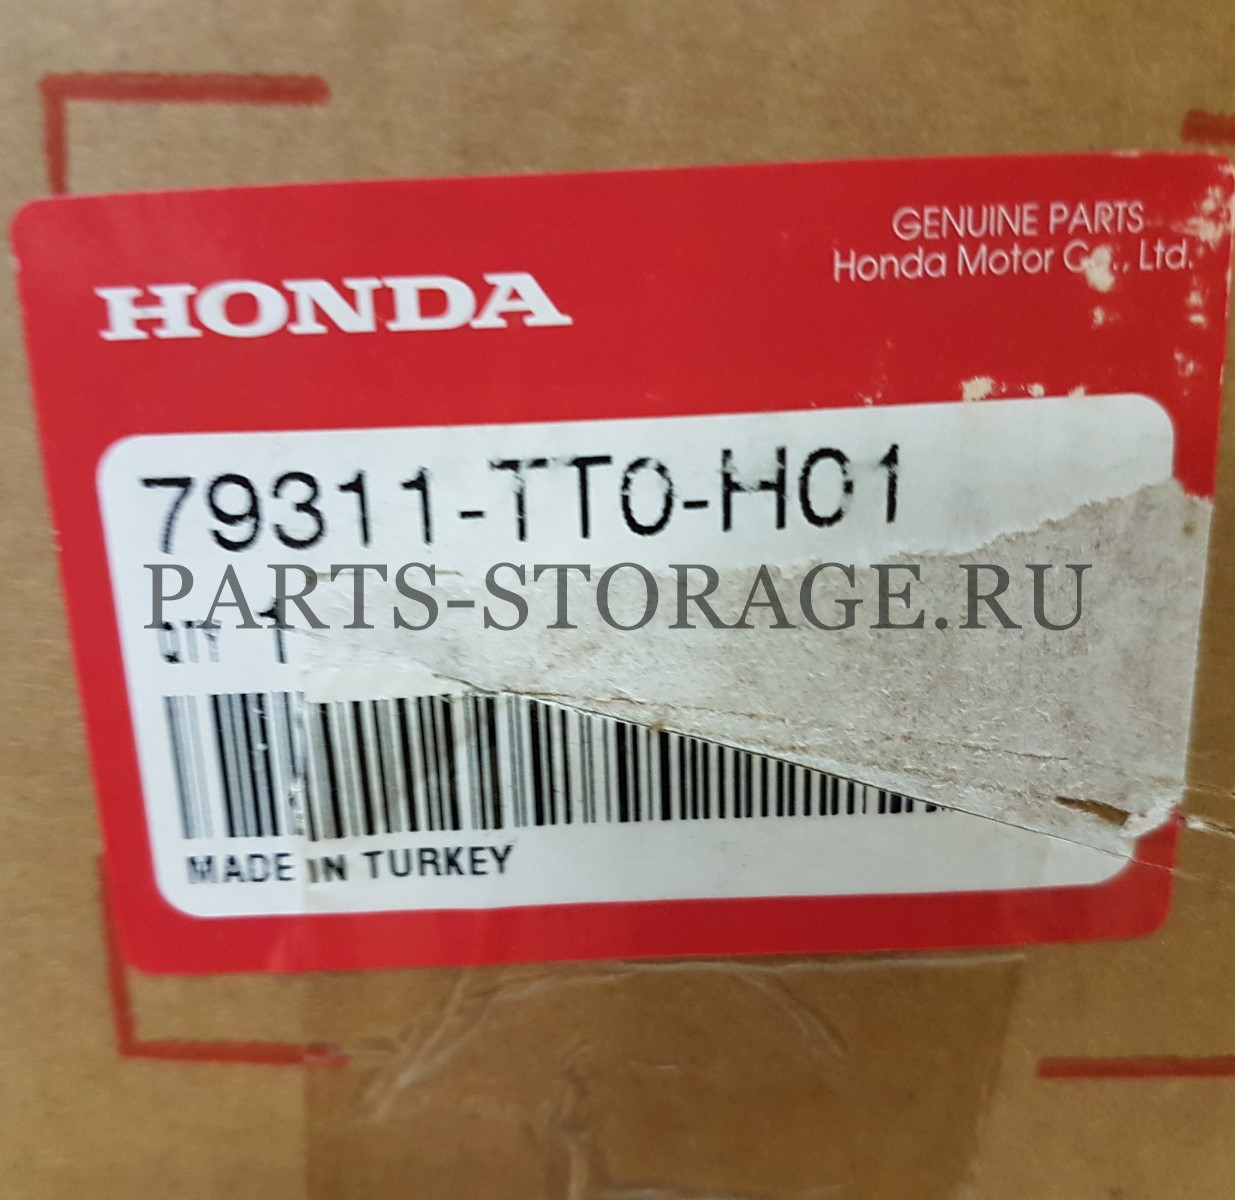 GENUINE PARTS
Honda Motor Co., Ltd.
HONDA
79311-TT0-H01
PARTS-STORAGE.RU
QTY 1
MADE IN TURKEY